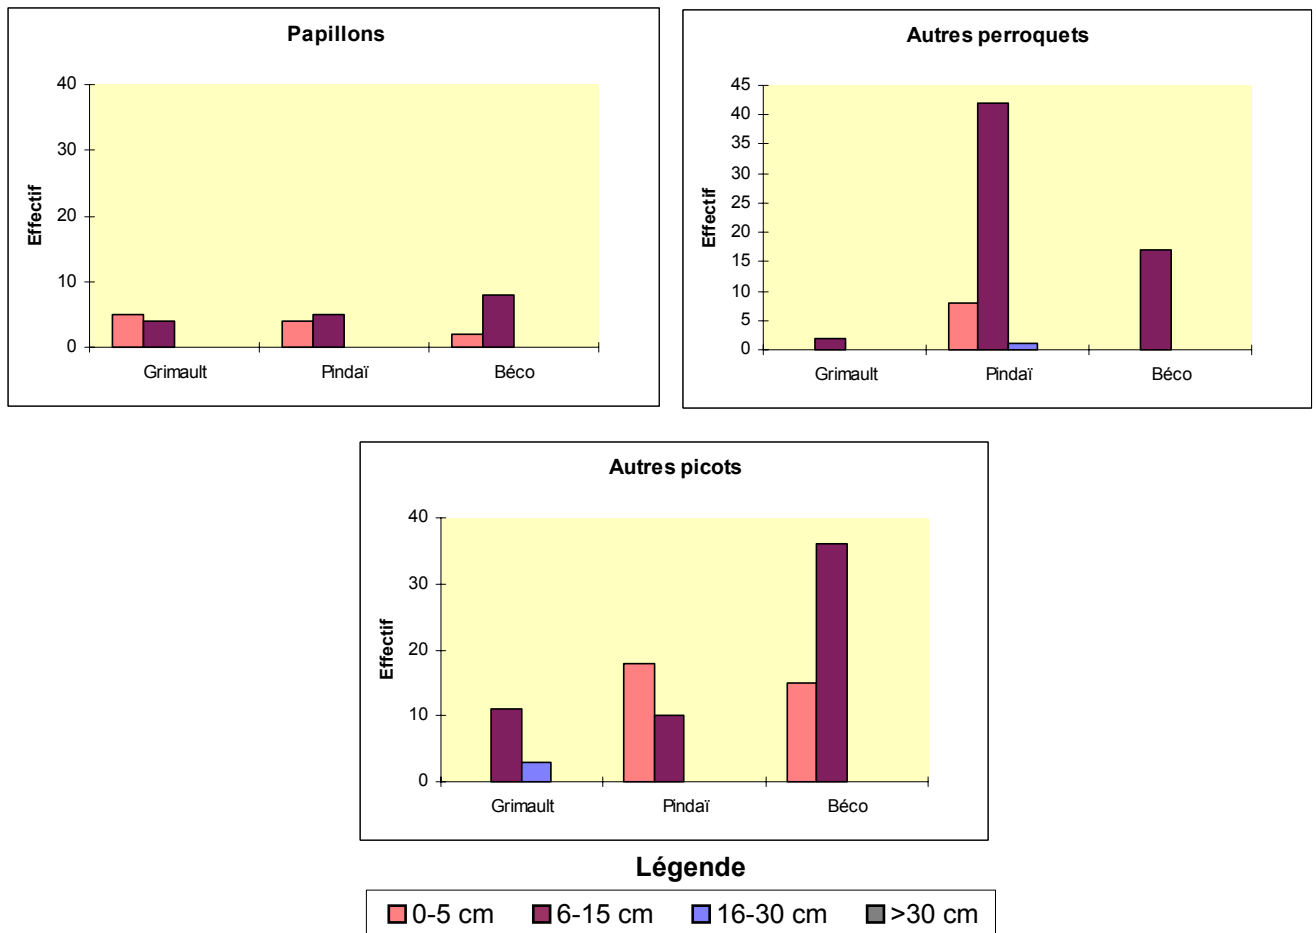 Papillons
Effectif
40
30
20
10
0
Grimault Pindaï Béco
Autres perroquets
Effectif
45
40
35
30
25
20
15
10
5
0
Grimault Pindaï Béco
Autres picots
Effectif
40
30
20
10
0
Grimault Pindaï Béco
Légende
0-5 cm 6-15 cm 16-30 cm >30 cm